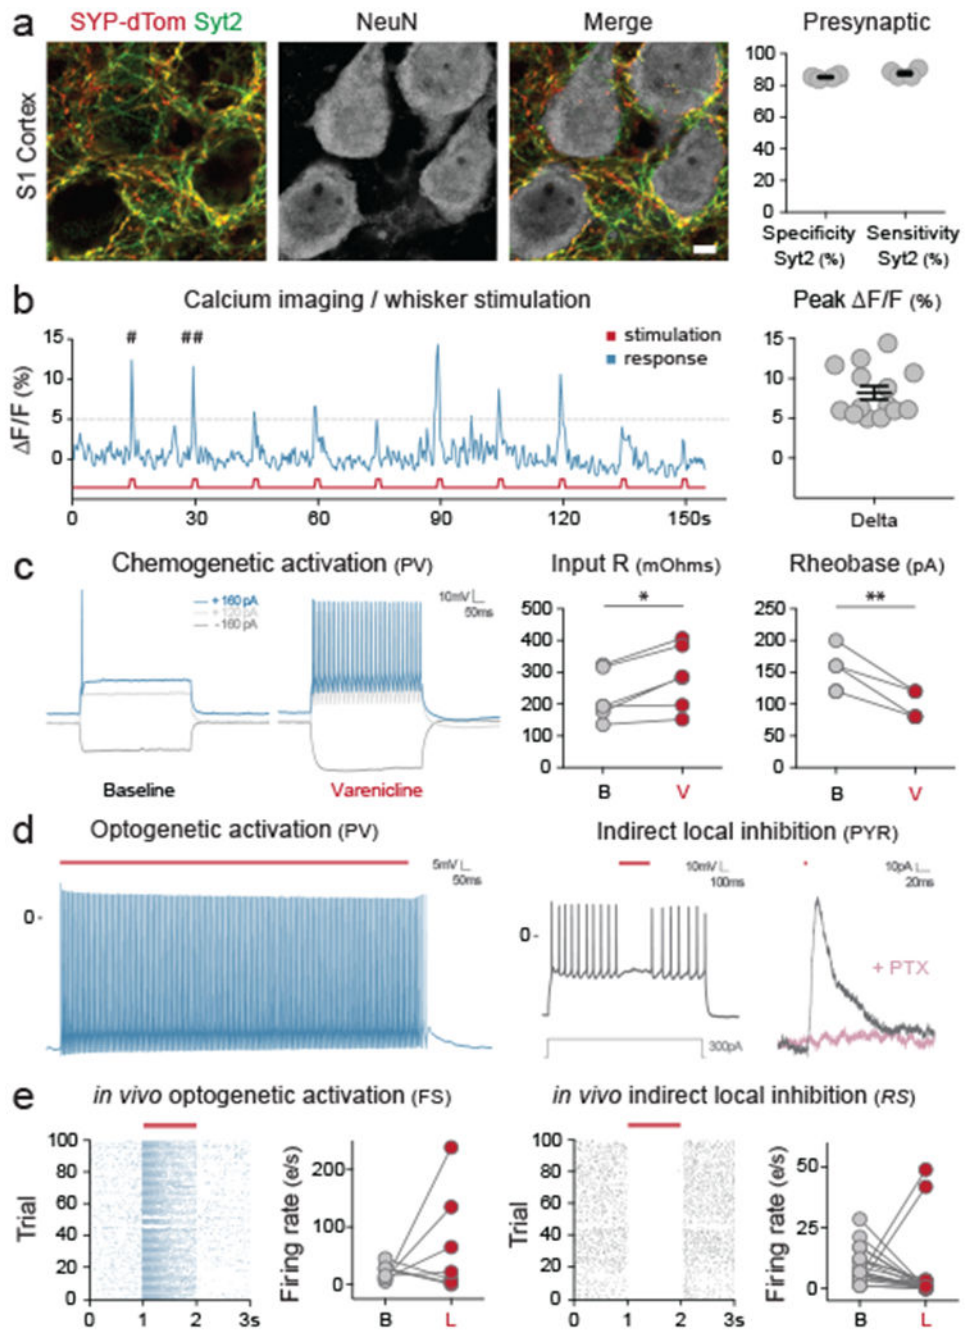 a
SYP-dTom Syt2
NeuN
Merge
Presynaptic
S1 Cortex
100
80
60
40
20
0
Specificity
Syt2 (%)
Sensitivity
Syt2 (%)
b
Calcium imaging / whisker stimulation
Peak ΔF/F (%)
ΔF/F (%)
15
10
5
0
#
##
stimulation
response
0
30
60
90
120
150s
15
10
5
0
Delta
c
Chemogenetic activation (PV)
+ 160 pA
+ 120 pA
- 160 pA
10mV
50ms
Baseline
Varenicline
Input R (mOhms)
500
400
300
200
100
0
*
B
V
Rheobase (pA)
250
200
150
100
50
0
**
B
V
d
Optogenetic activation (PV)
5mV
50ms
0-
Indirect local inhibition (PYR)
10mV
100ms
0-
300pA
10pA
20ms
+ PTX
e
in vivo optogenetic activation (FS)
Trial
100
80
60
40
20
0
0
1
2
3s
Firing rate (e/s)
200
100
0
B
L
in vivo indirect local inhibition (RS)
Trial
100
80
60
40
20
0
0
1
2
3s
Firing rate (e/s)
50
25
0
B
L